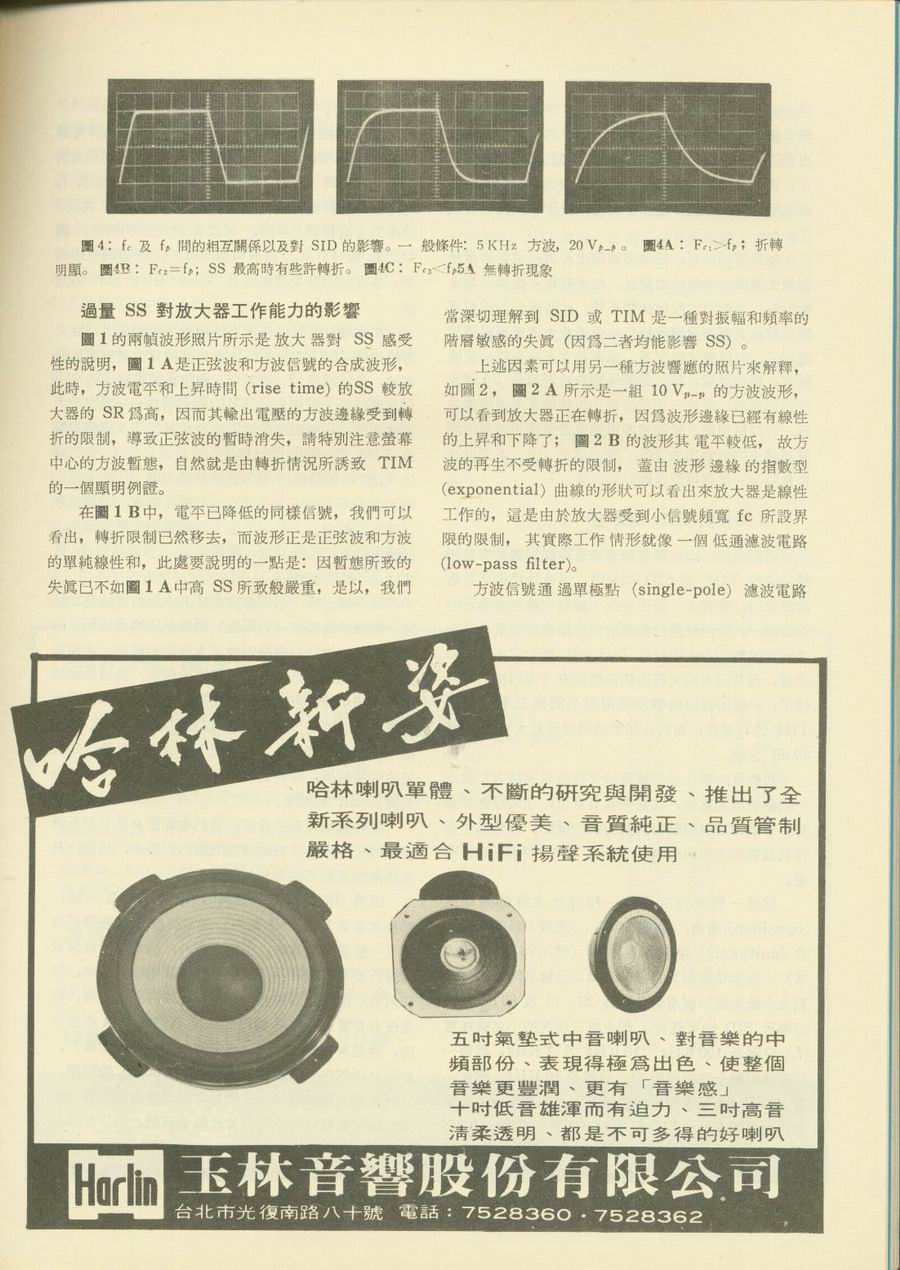 圖4：fc 及 fp 間的相互關係以及對 SID 的影響。一 般條件：5KHz 方波，20 Vp-p。 圖4A：Fc1>fp；折轉
明顯。圖4B：Fc2=fp；SS 最高時有些許轉折。圖4C：Fc3<fp5A 無轉折現象
過量 SS 對放大器工作能力的影響
圖1的兩幀波形照片所示是放大器對 SS 感受
性的說明，圖1A是正弦波和方波信號的合成波形，
此時，方波電平和上昇時間 (rise time) 的SS 較放
大器的 SR 爲高，因而其輸出電壓的方波邊緣受到轉
折的限制，導致正弦波的暫時消失，請特別注意螢幕
中心的方波暫態，自然就是由轉折情況所誘致 TIM
的一個顯明例證。
在圖1B中，電平已降低的同樣信號，我們可以
看出，轉折限制已然移去，而波形正是正弦波和方波
的單純線性和，此處要說明的一點是：因暫態所致的
失眞已不如圖1A中高 SS 所致般嚴重，是以，我們
當深切理解到 SID 或 TIM 是一種對振幅和頻率的
階層敏感的失眞（因爲二者均能影響 SS）。
上述因素可以用另一種方波響應的照片來解釋，
如圖2，圖2A 所示是一組 10 Vp-p 的方波波形，
可以看到放大器正在轉折，因爲波形邊緣已經有線性
的上昇和下降了；圖2B 的波形其電平較低，故方
波的再生不受轉折的限制，蓋由波形邊緣的指數型
(exponential) 曲線的形狀可以看出來放大器是線性
工作的，這是由於放大器受到小信號頻寬 fc 所設界
限的限制，其實際工作情形就像一個低通濾波電路
(low-pass filter)。
方波信號通過單極點 (single-pole) 濾波電路
哈林新姿
哈林喇叭單體、不斷的研究與開發、推出了全
新系列喇叭、外型優美、音質純正、品質管制
嚴格、最適合 HiFi 揚聲系統使用
五吋氣墊式中音喇叭、對音樂的中
頻部份、表現得極爲出色、使整個
音樂更豐潤、更有「音樂感」
十吋低音雄渾而有迫力、三吋高音
清柔透明、都是不可多得的好喇叭
Harlin 玉林音響股份有限公司
台北市光復南路八十號 電話：7528360・7528362